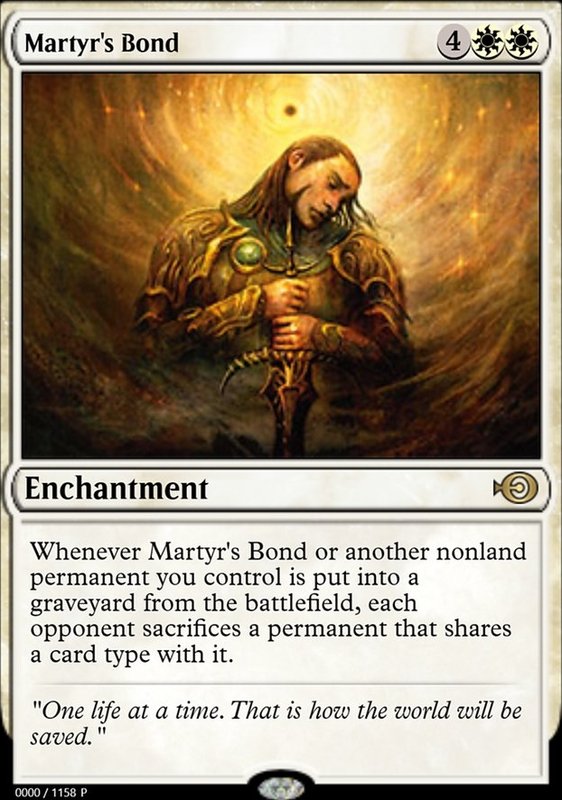 Martyr's Bond 4
Enchantment
Whenever Martyr's Bond or another nonland
permanent you control is put into a
graveyard from the battlefield, each
opponent sacrifices a permanent that shares
a card type with it.
"One life at a time. That is how the world will be
saved."
0000 / 1158 P